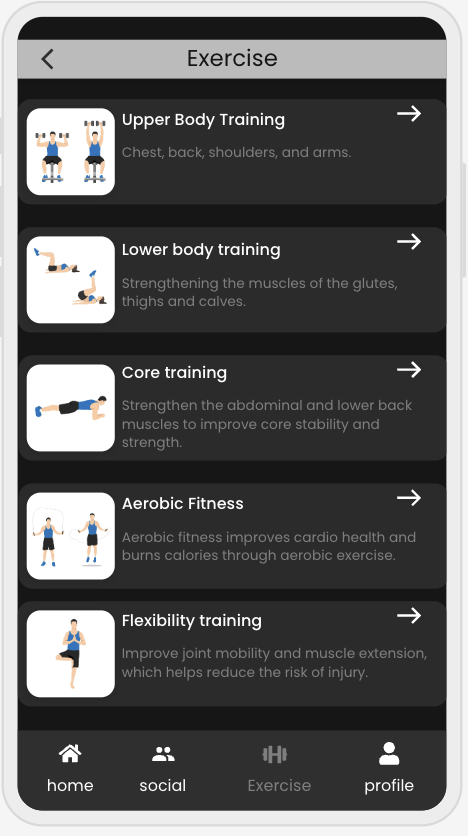 Exercise
Upper Body Training
Chest, back, shoulders, and arms.
Lower body training
Strengthening the muscles of the glutes,
thighs and calves.
Core training
Strengthen the abdominal and lower back
muscles to improve core stability and
strength.
Aerobic Fitness
Aerobic fitness improves cardio health and
burns calories through aerobic exercise.
Flexibility training
Improve joint mobility and muscle extension,
which helps reduce the risk of injury.
home social Exercise profile